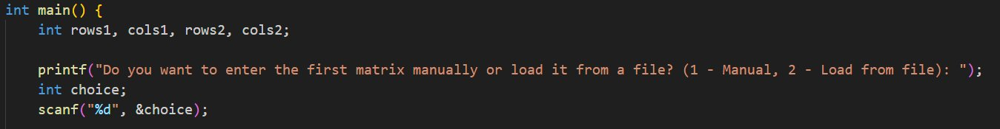 int main() {
    int rows1, cols1, rows2, cols2;
    printf("Do you want to enter the first matrix manually or load it from a file? (1 - Manual, 2 - Load from file): ");
    int choice;
    scanf("%d", &choice);